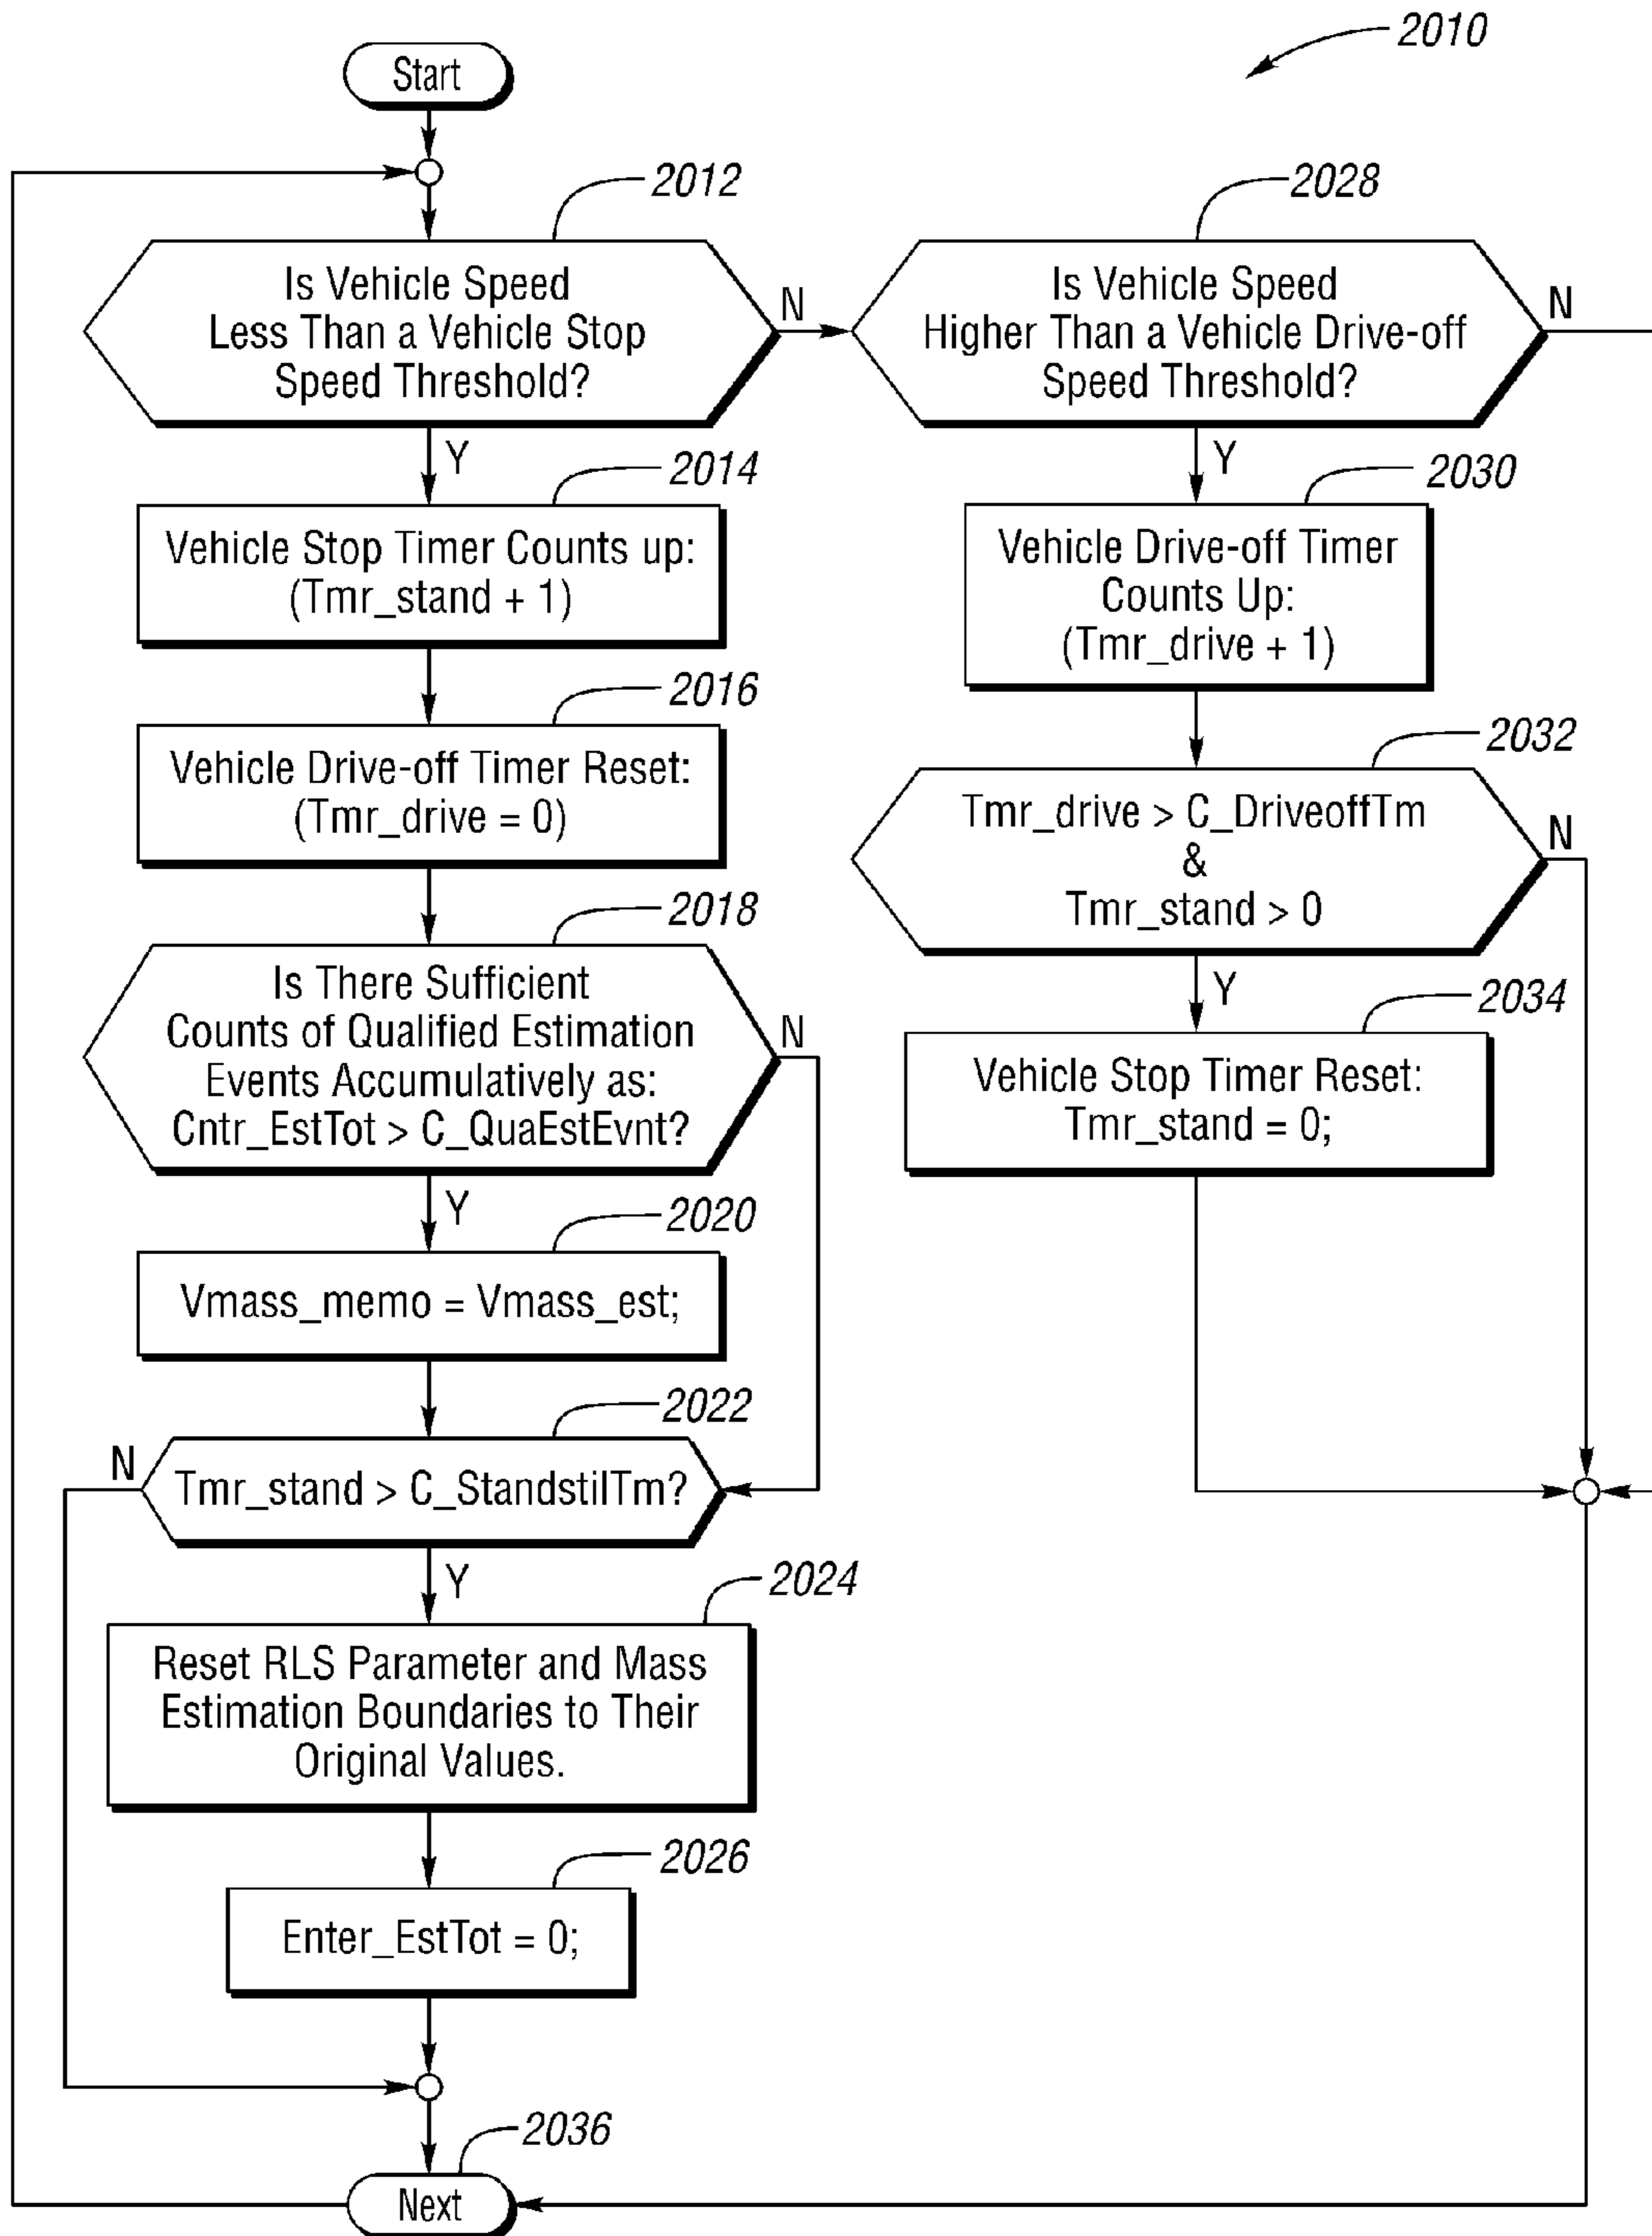 2010
Start
2012
Is Vehicle Speed
Less Than a Vehicle Stop
Speed Threshold?
N
Y
2014
Vehicle Stop Timer Counts up:
(Tmr_stand + 1)
2016
Vehicle Drive-off Timer Reset:
(Tmr_drive = 0)
2018
Is There Sufficient
Counts of Qualified Estimation
Events Accumulatively as:
Cntr_EstTot > C_QuaEstEvnt?
N
Y
2020
Vmass_memo = Vmass_est;
2022
N
Tmr_stand > C_StandstilTm?
Y
2024
Reset RLS Parameter and Mass
Estimation Boundaries to Their
Original Values.
2026
Enter_EstTot = 0;
2036
Next
2028
Is Vehicle Speed
Higher Than a Vehicle Drive-off
Speed Threshold?
N
Y
2030
Vehicle Drive-off Timer
Counts Up:
(Tmr_drive + 1)
2032
Tmr_drive > C_DriveoffTm
&
Tmr_stand > 0
N
Y
2034
Vehicle Stop Timer Reset:
Tmr_stand = 0;